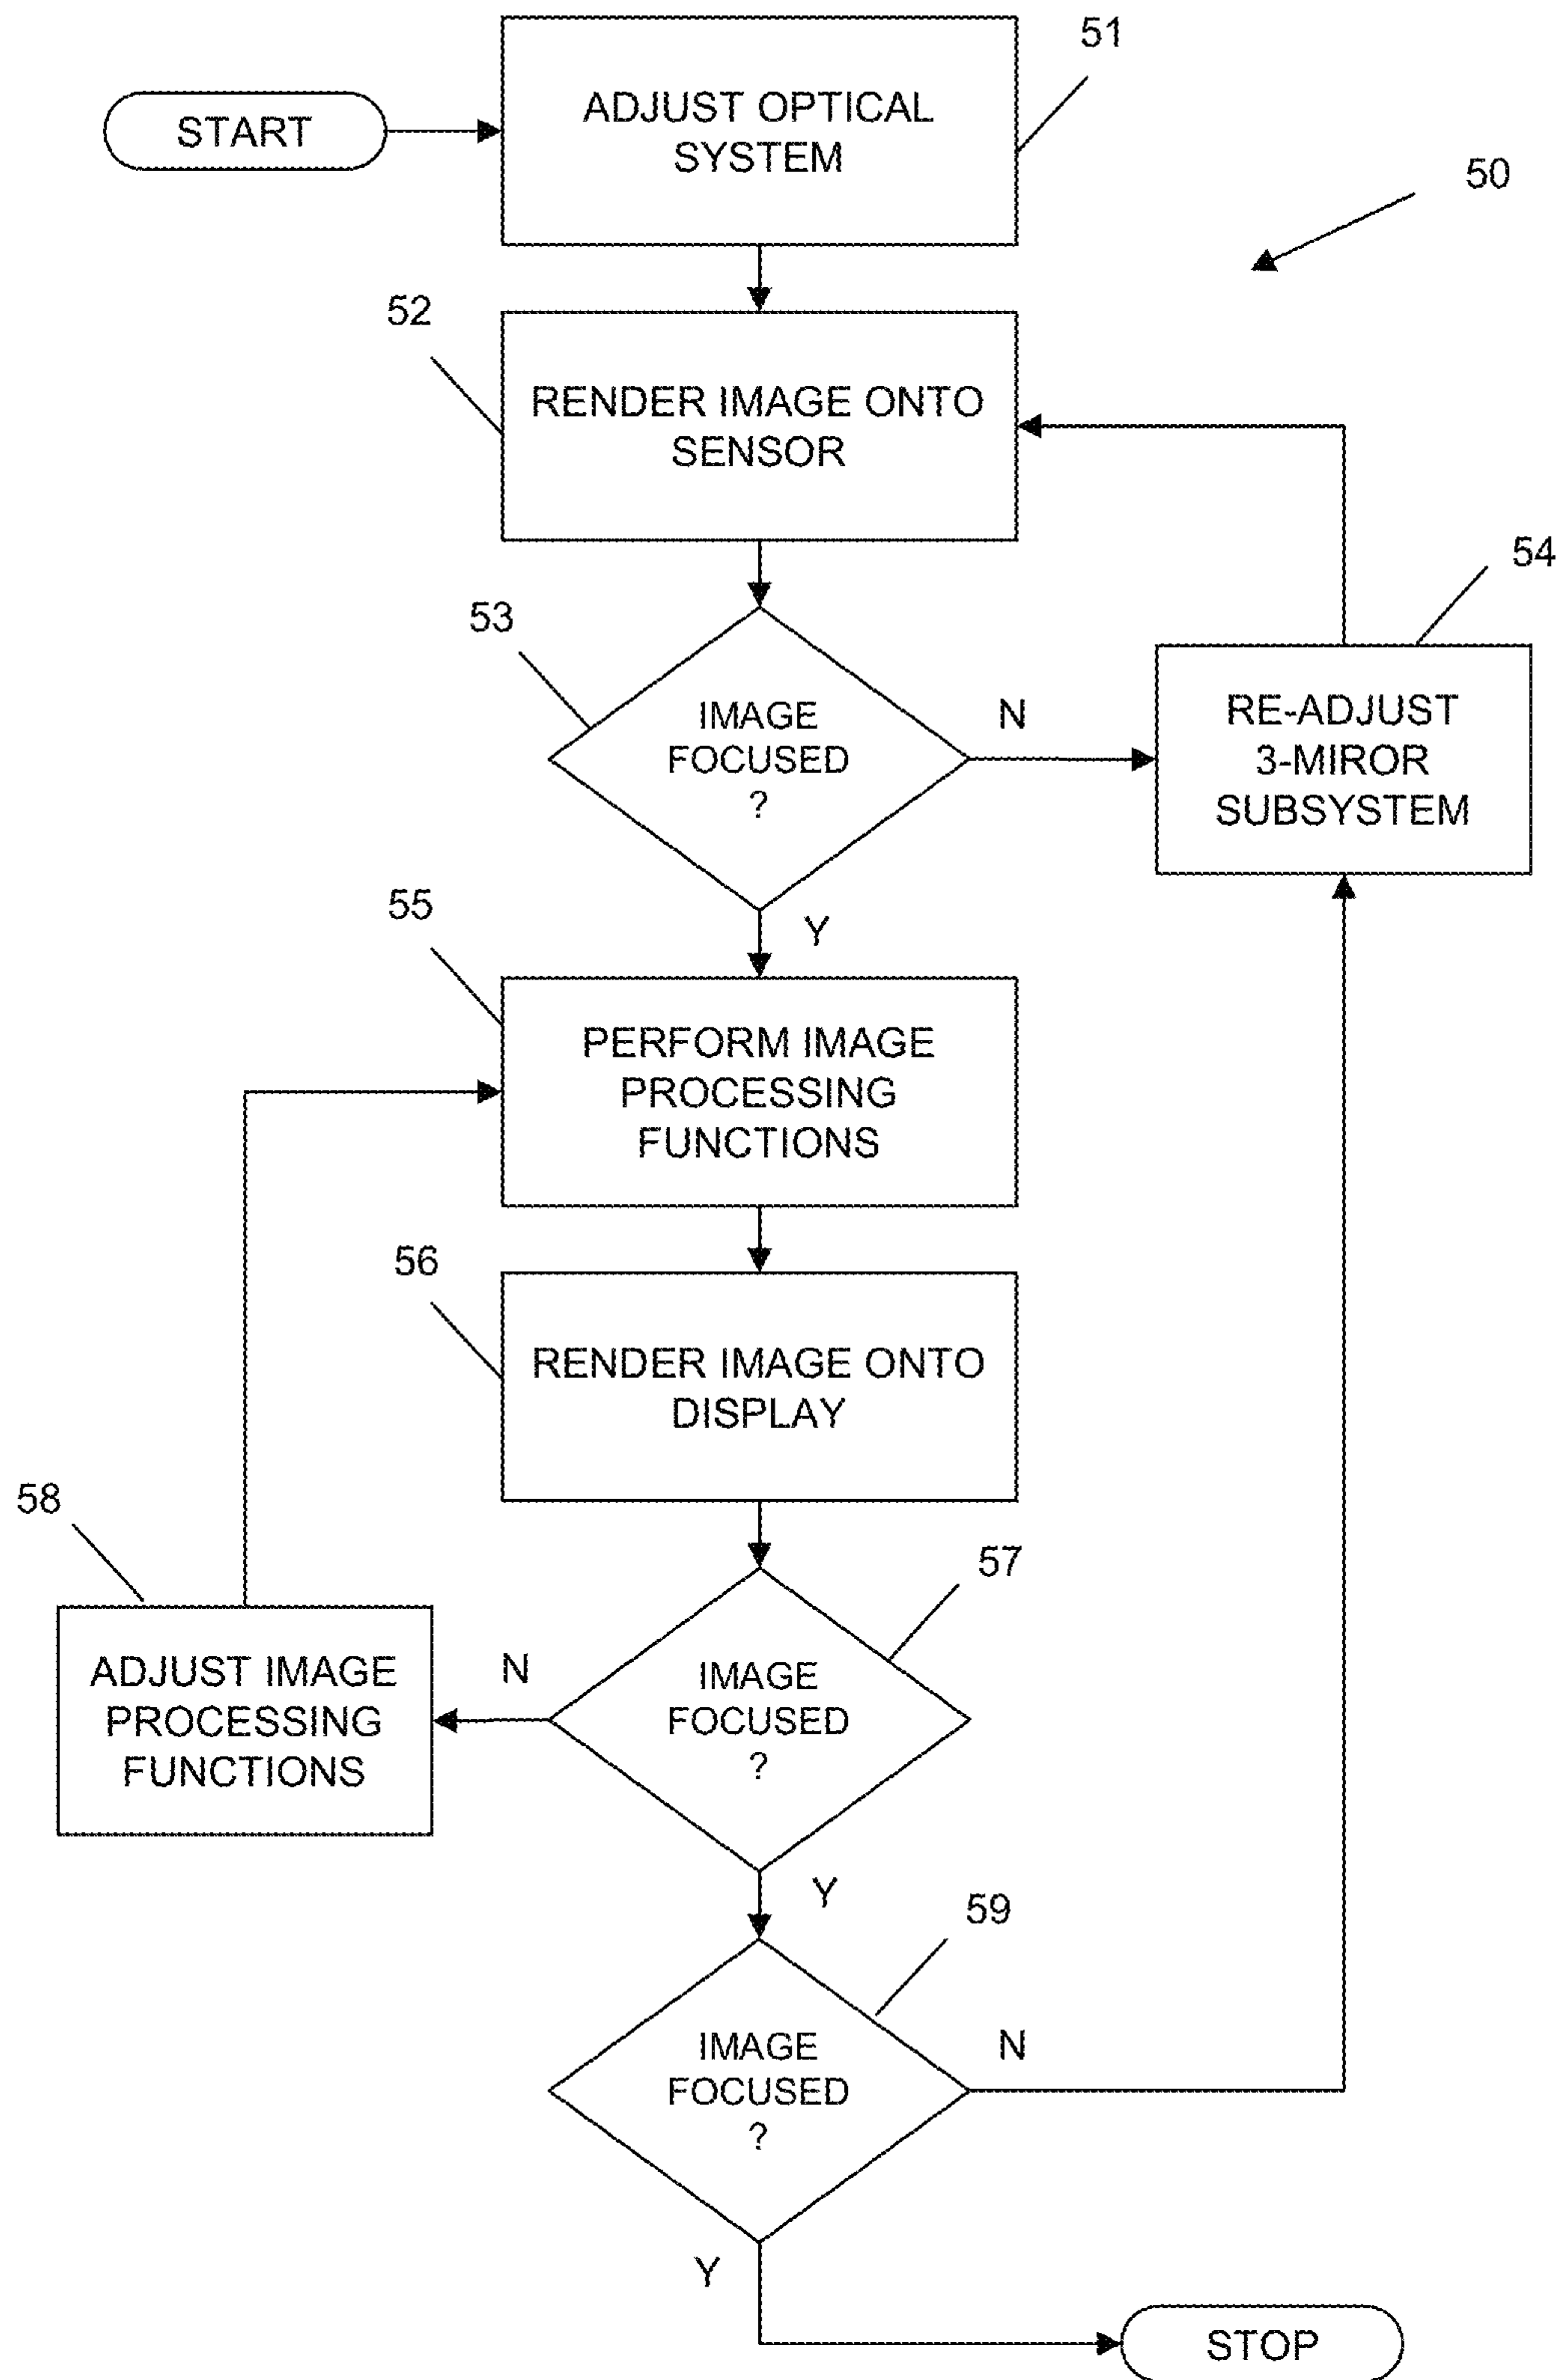 51
START
ADJUST OPTICAL
SYSTEM
50
52
RENDER IMAGE ONTO
SENSOR
54
53
IMAGE
FOCUSED
?
N
RE-ADJUST
3-MIROR
SUBSYSTEM
Y
55
PERFORM IMAGE
PROCESSING
FUNCTIONS
56
RENDER IMAGE ONTO
DISPLAY
58
57
ADJUST IMAGE
PROCESSING
FUNCTIONS
N
IMAGE
FOCUSED
?
Y
59
IMAGE
FOCUSED
?
N
Y
STOP